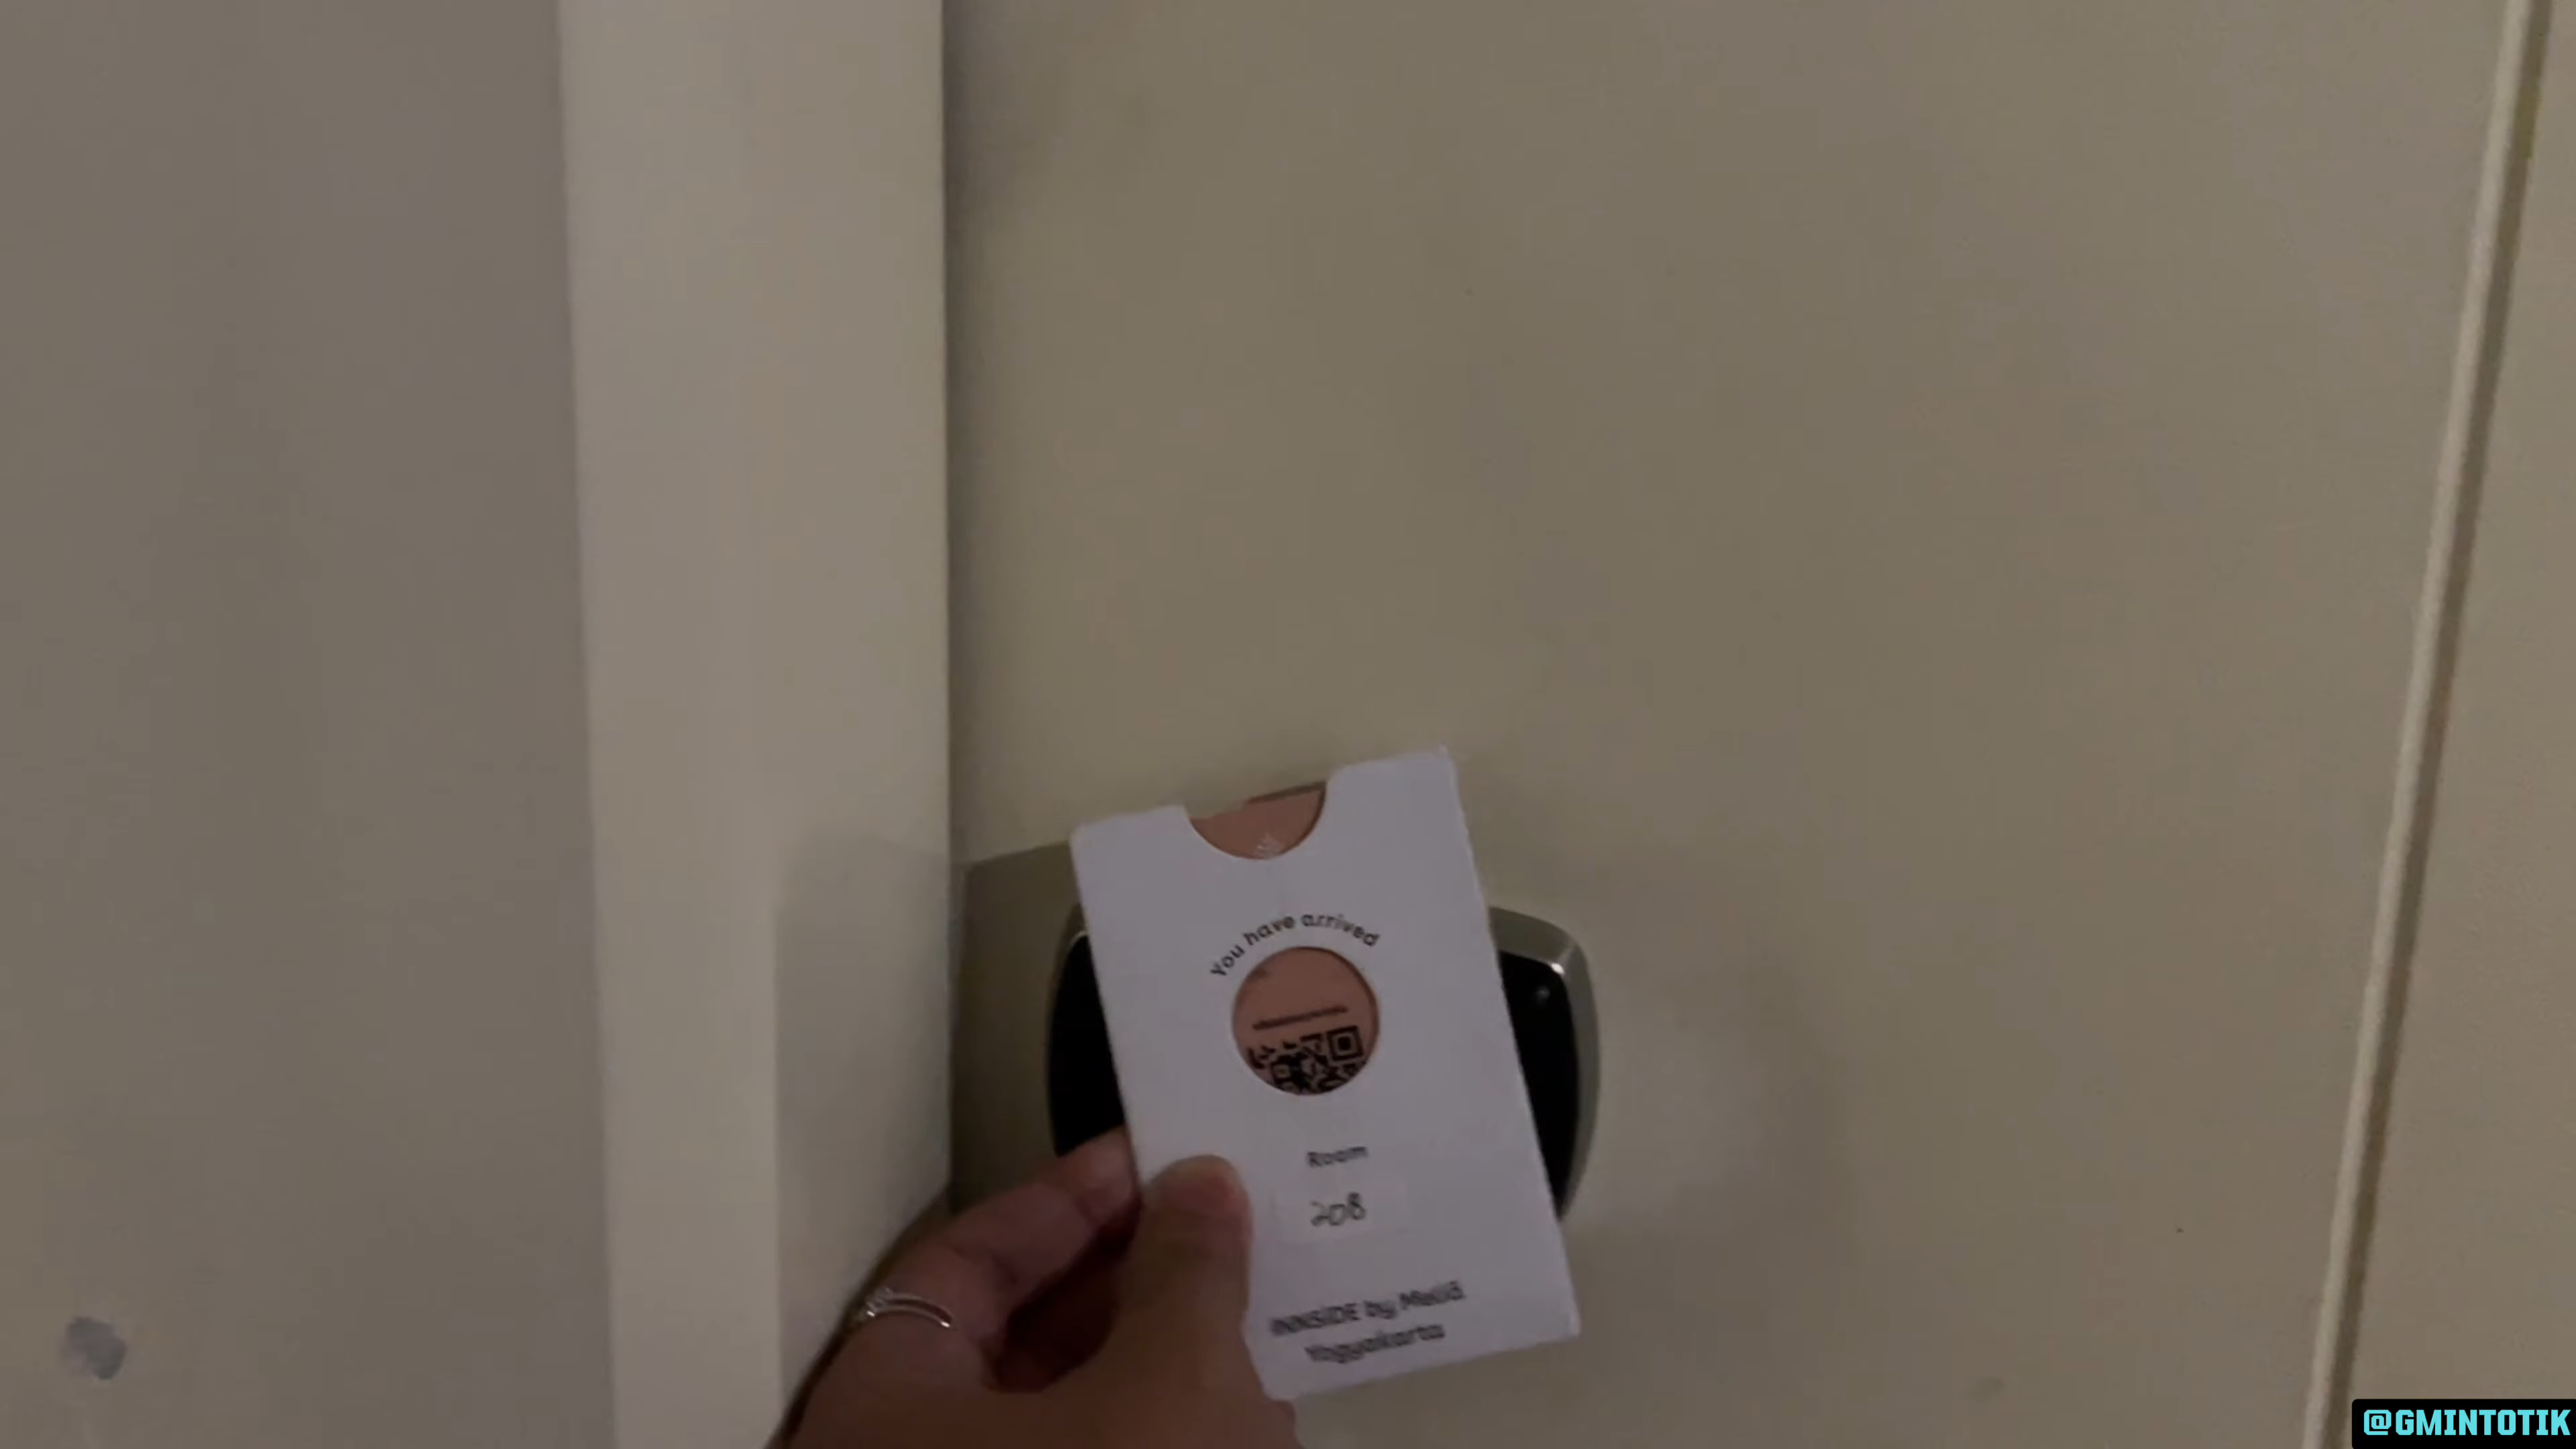 You have arrived
Room
208
INNSiDE by Meliá
Yogyakarta
@GMINTOTIK